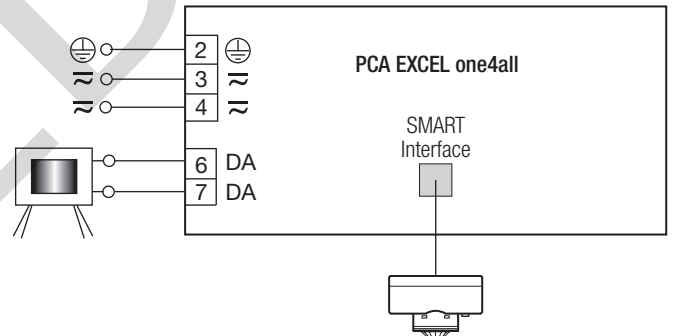 2
3
4
PCA EXCEL one4all
SMART
Interface
6 DA
7 DA